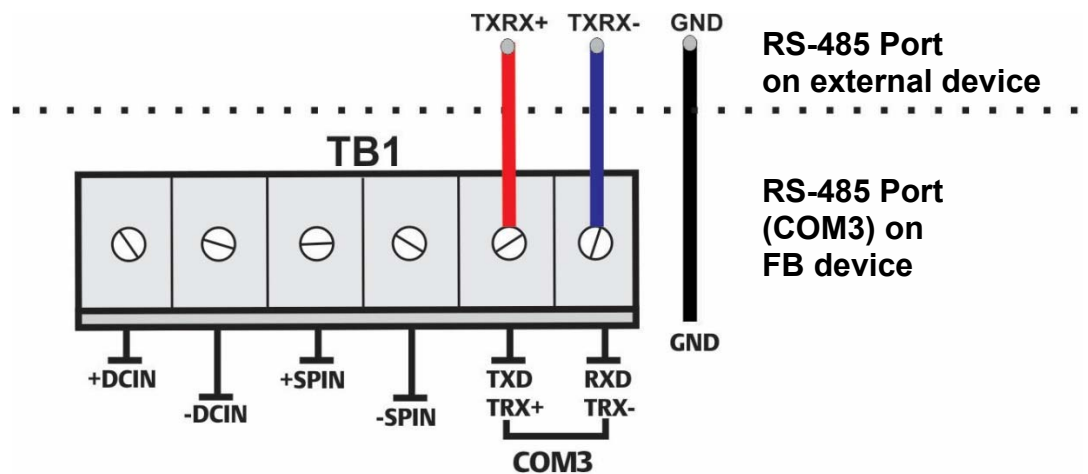 TXRX+ TXRX- GND
RS-485 Port
on external device
TB1
RS-485 Port
(COM3) on
FB device
GND
+DCIN +SPIN TXD RXD
-DCIN -SPIN TRX+ TRX-
COM3